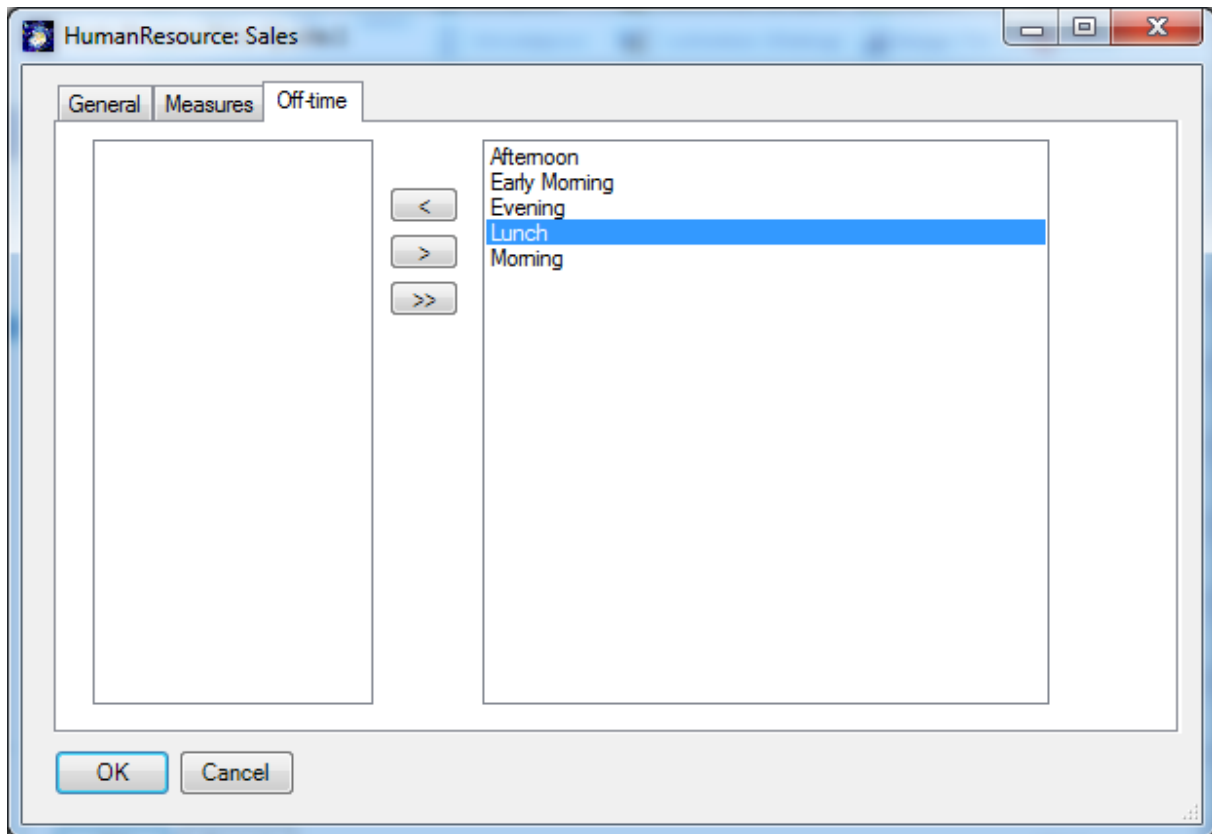 HumanResource: Sales
General Measures Off-time
Afternoon
Early Morning
<
Evening
Lunch
>
Morning
>>
OK Cancel